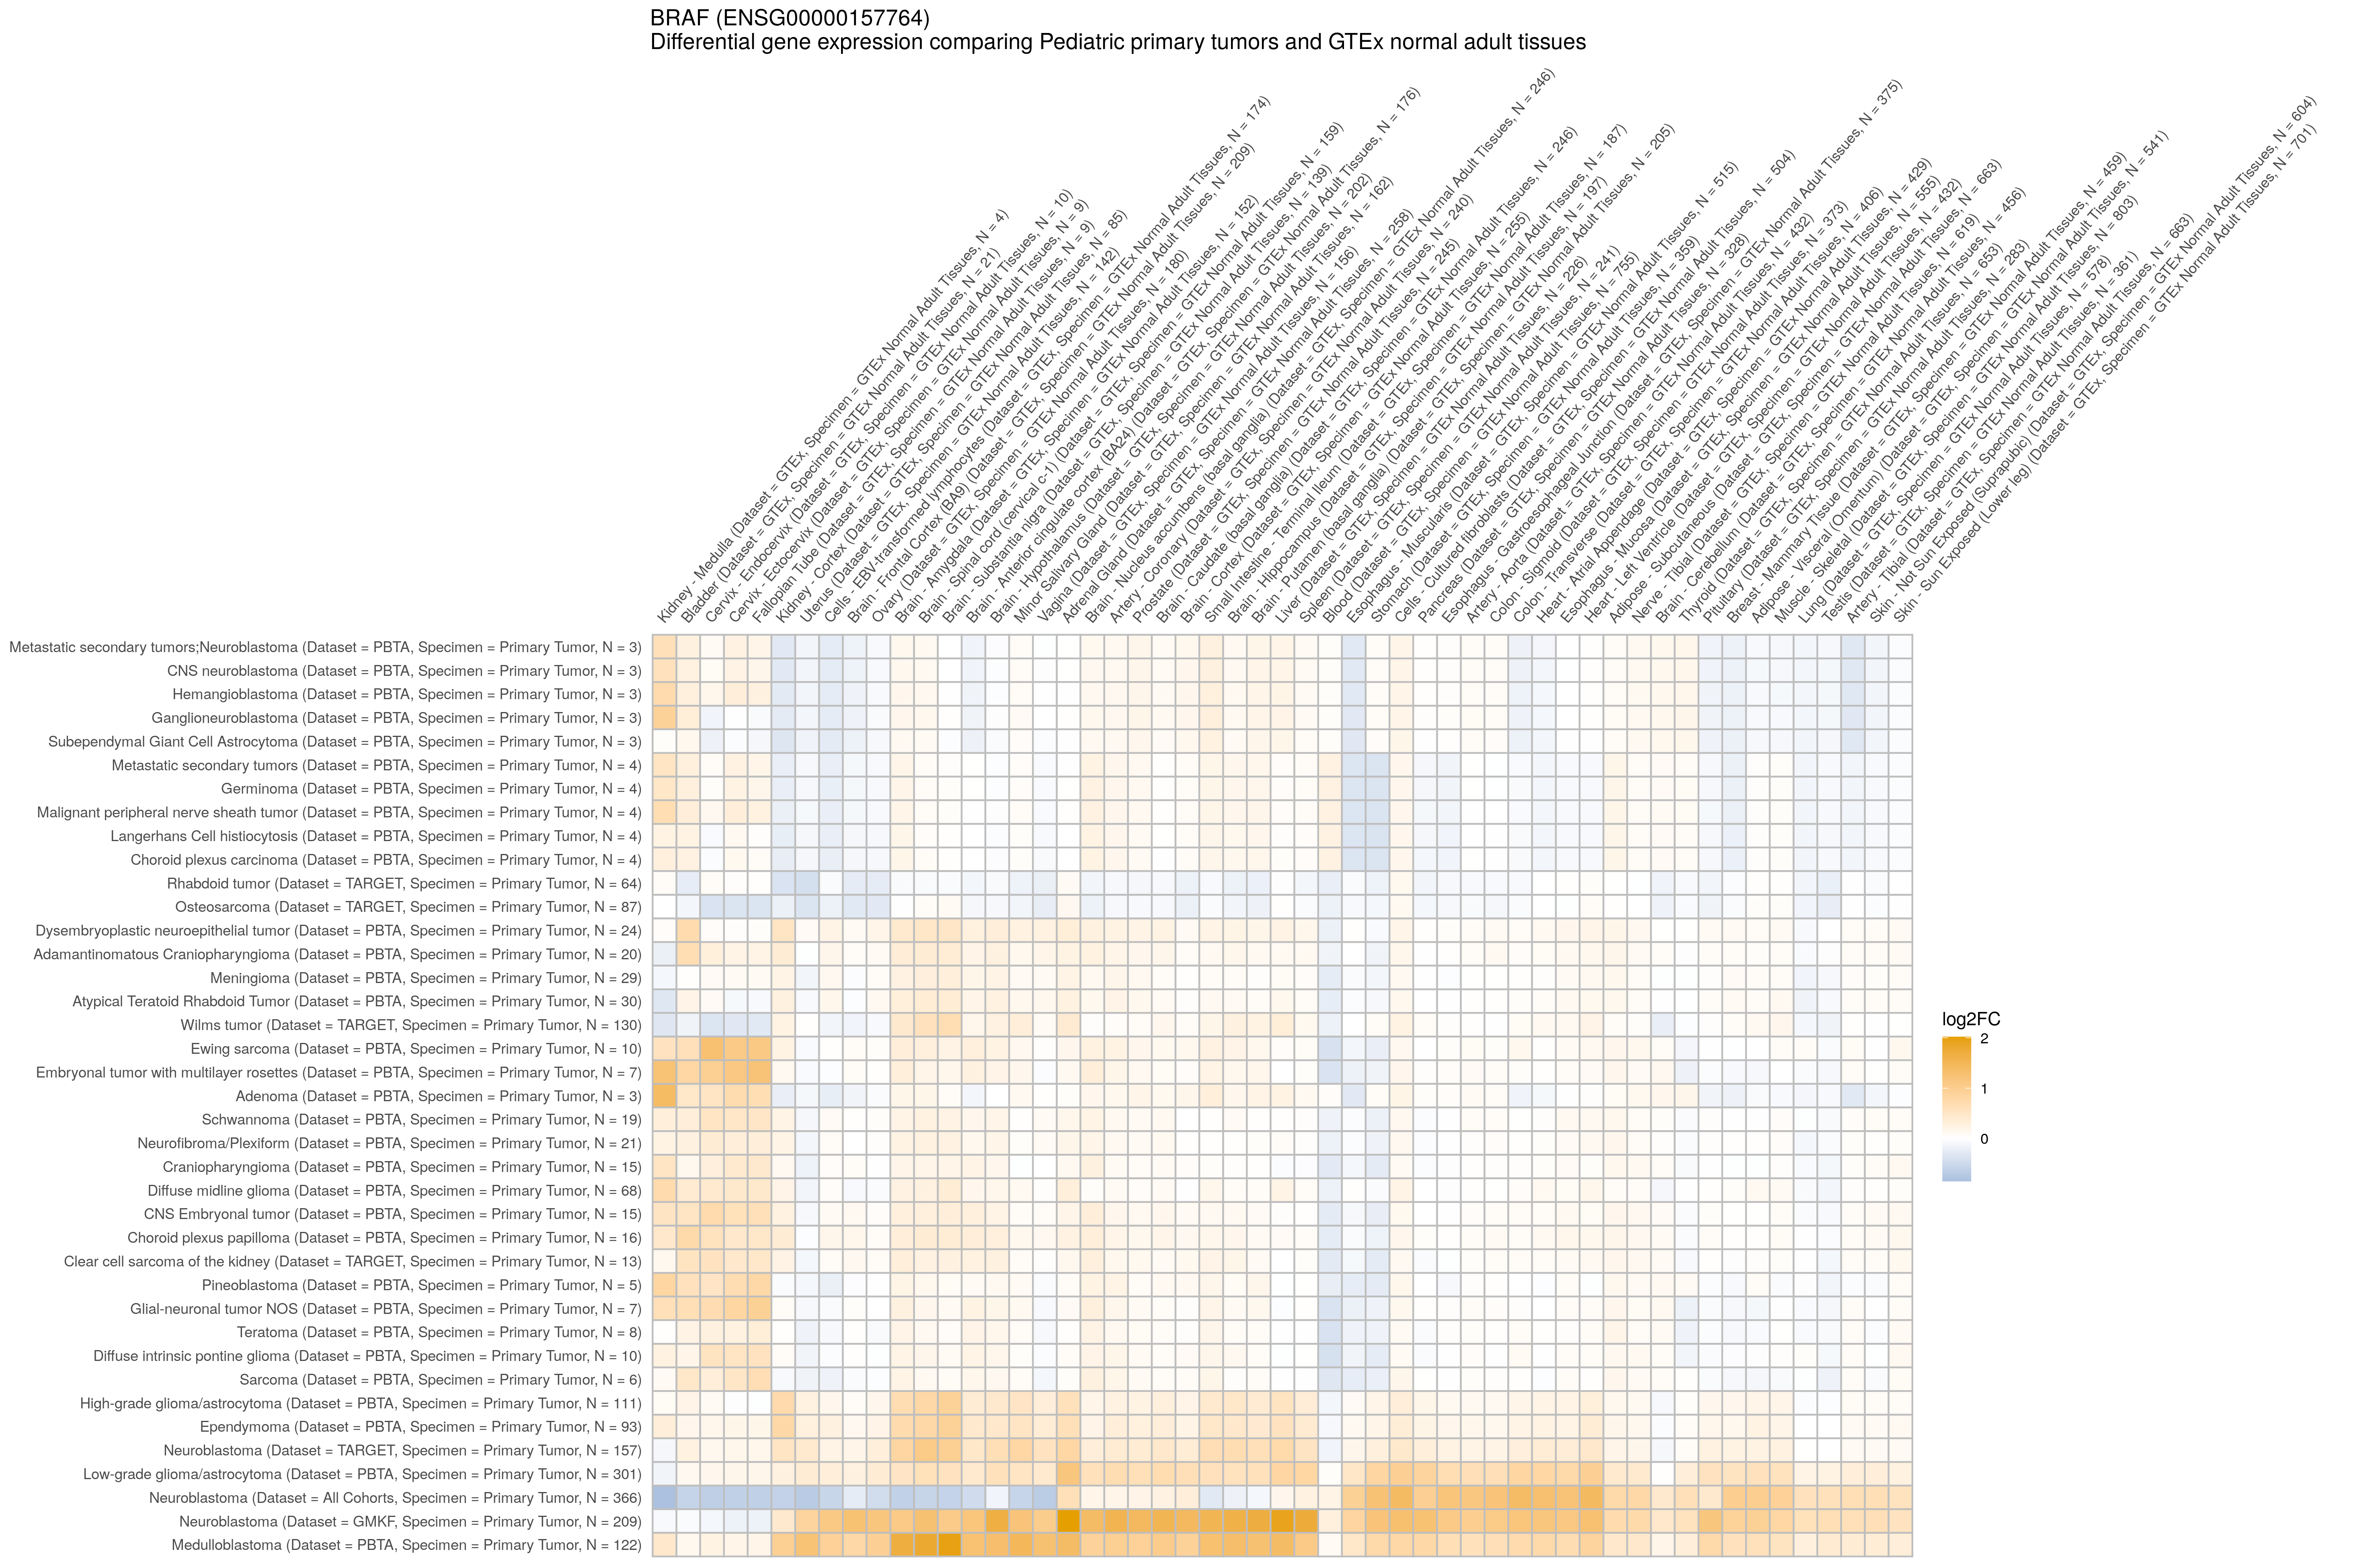 BRAF (ENSG00000157764)
Differential gene expression comparing Pediatric primary tumors and GTEx normal adult tissues
Kidney - Medulla (Dataset = GTEx, Specimen = GTEx Normal Adult Tissues, N = 4)
Bladder (Dataset = GTEx, Specimen = GTEx Normal Adult Tissues, N = 21)
Cervix - Endocervix (Dataset = GTEx, Specimen = GTEx Normal Adult Tissues, N = 10)
Cervix - Ectocervix (Dataset = GTEx, Specimen = GTEx Normal Adult Tissues, N = 9)
Fallopian Tube (Dataset = GTEx, Specimen = GTEx Normal Adult Tissues, N = 9)
Kidney - Cortex (Dataset = GTEx, Specimen = GTEx Normal Adult Tissues, N = 85)
Uterus (Dataset = GTEx, Specimen = GTEx Normal Adult Tissues, N = 142)
Cells - EBV-transformed lymphocytes (Dataset = GTEx, Specimen = GTEx Normal Adult Tissues, N = 174)
Brain - Frontal Cortex (BA9) (Dataset = GTEx, Specimen = GTEx Normal Adult Tissues, N = 209)
Ovary (Dataset = GTEx, Specimen = GTEx Normal Adult Tissues, N = 180)
Brain - Amygdala (Dataset = GTEx, Specimen = GTEx Normal Adult Tissues, N = 152)
Brain - Spinal cord (cervical c-1) (Dataset = GTEx, Specimen = GTEx Normal Adult Tissues, N = 159)
Brain - Substantia nigra (Dataset = GTEx, Specimen = GTEx Normal Adult Tissues, N = 139)
Brain - Anterior cingulate cortex (BA24) (Dataset = GTEx, Specimen = GTEx Normal Adult Tissues, N = 176)
Brain - Hypothalamus (Dataset = GTEx, Specimen = GTEx Normal Adult Tissues, N = 202)
Minor Salivary Gland (Dataset = GTEx, Specimen = GTEx Normal Adult Tissues, N = 162)
Vagina (Dataset = GTEx, Specimen = GTEx Normal Adult Tissues, N = 156)
Adrenal Gland (Dataset = GTEx, Specimen = GTEx Normal Adult Tissues, N = 258)
Brain - Nucleus accumbens (basal ganglia) (Dataset = GTEx, Specimen = GTEx Normal Adult Tissues, N = 246)
Artery - Coronary (Dataset = GTEx, Specimen = GTEx Normal Adult Tissues, N = 240)
Prostate (Dataset = GTEx, Specimen = GTEx Normal Adult Tissues, N = 245)
Brain - Caudate (basal ganglia) (Dataset = GTEx, Specimen = GTEx Normal Adult Tissues, N = 246)
Brain - Cortex (Dataset = GTEx, Specimen = GTEx Normal Adult Tissues, N = 255)
Small Intestine - Terminal Ileum (Dataset = GTEx, Specimen = GTEx Normal Adult Tissues, N = 187)
Brain - Hippocampus (Dataset = GTEx, Specimen = GTEx Normal Adult Tissues, N = 197)
Brain - Putamen (basal ganglia) (Dataset = GTEx, Specimen = GTEx Normal Adult Tissues, N = 205)
Liver (Dataset = GTEx, Specimen = GTEx Normal Adult Tissues, N = 226)
Spleen (Dataset = GTEx, Specimen = GTEx Normal Adult Tissues, N = 241)
Blood (Dataset = GTEx, Specimen = GTEx Normal Adult Tissues, N = 755)
Esophagus - Muscularis (Dataset = GTEx, Specimen = GTEx Normal Adult Tissues, N = 515)
Stomach (Dataset = GTEx, Specimen = GTEx Normal Adult Tissues, N = 359)
Cells - Cultured fibroblasts (Dataset = GTEx, Specimen = GTEx Normal Adult Tissues, N = 504)
Pancreas (Dataset = GTEx, Specimen = GTEx Normal Adult Tissues, N = 328)
Esophagus - Gastroesophageal Junction (Dataset = GTEx, Specimen = GTEx Normal Adult Tissues, N = 375)
Artery - Aorta (Dataset = GTEx, Specimen = GTEx Normal Adult Tissues, N = 432)
Colon - Sigmoid (Dataset = GTEx, Specimen = GTEx Normal Adult Tissues, N = 373)
Colon - Transverse (Dataset = GTEx, Specimen = GTEx Normal Adult Tissues, N = 406)
Heart - Atrial Appendage (Dataset = GTEx, Specimen = GTEx Normal Adult Tissues, N = 429)
Esophagus - Mucosa (Dataset = GTEx, Specimen = GTEx Normal Adult Tissues, N = 555)
Heart - Left Ventricle (Dataset = GTEx, Specimen = GTEx Normal Adult Tissues, N = 432)
Adipose - Subcutaneous (Dataset = GTEx, Specimen = GTEx Normal Adult Tissues, N = 663)
Nerve - Tibial (Dataset = GTEx, Specimen = GTEx Normal Adult Tissues, N = 619)
Brain - Cerebellum (Dataset = GTEx, Specimen = GTEx Normal Adult Tissues, N = 456)
Thyroid (Dataset = GTEx, Specimen = GTEx Normal Adult Tissues, N = 653)
Pituitary (Dataset = GTEx, Specimen = GTEx Normal Adult Tissues, N = 283)
Breast - Mammary Tissue (Dataset = GTEx, Specimen = GTEx Normal Adult Tissues, N = 459)
Adipose - Visceral (Omentum) (Dataset = GTEx, Specimen = GTEx Normal Adult Tissues, N = 541)
Muscle - Skeletal (Dataset = GTEx, Specimen = GTEx Normal Adult Tissues, N = 803)
Lung (Dataset = GTEx, Specimen = GTEx Normal Adult Tissues, N = 578)
Testis (Dataset = GTEx, Specimen = GTEx Normal Adult Tissues, N = 361)
Artery - Tibial (Dataset = GTEx, Specimen = GTEx Normal Adult Tissues, N = 663)
Skin - Not Sun Exposed (Suprapubic) (Dataset = GTEx, Specimen = GTEx Normal Adult Tissues, N = 604)
Skin - Sun Exposed (Lower leg) (Dataset = GTEx, Specimen = GTEx Normal Adult Tissues, N = 701)
Metastatic secondary tumors;Neuroblastoma (Dataset = PBTA, Specimen = Primary Tumor, N = 3)
CNS neuroblastoma (Dataset = PBTA, Specimen = Primary Tumor, N = 3)
Hemangioblastoma (Dataset = PBTA, Specimen = Primary Tumor, N = 3)
Ganglioneuroblastoma (Dataset = PBTA, Specimen = Primary Tumor, N = 3)
Subependymal Giant Cell Astrocytoma (Dataset = PBTA, Specimen = Primary Tumor, N = 3)
Metastatic secondary tumors (Dataset = PBTA, Specimen = Primary Tumor, N = 4)
Germinoma (Dataset = PBTA, Specimen = Primary Tumor, N = 4)
Malignant peripheral nerve sheath tumor (Dataset = PBTA, Specimen = Primary Tumor, N = 4)
Langerhans Cell histiocytosis (Dataset = PBTA, Specimen = Primary Tumor, N = 4)
Choroid plexus carcinoma (Dataset = PBTA, Specimen = Primary Tumor, N = 4)
Rhabdoid tumor (Dataset = TARGET, Specimen = Primary Tumor, N = 64)
Osteosarcoma (Dataset = TARGET, Specimen = Primary Tumor, N = 87)
Dysembryoplastic neuroepithelial tumor (Dataset = PBTA, Specimen = Primary Tumor, N = 24)
Adamantinomatous Craniopharyngioma (Dataset = PBTA, Specimen = Primary Tumor, N = 20)
Meningioma (Dataset = PBTA, Specimen = Primary Tumor, N = 29)
Atypical Teratoid Rhabdoid Tumor (Dataset = PBTA, Specimen = Primary Tumor, N = 30)
Wilms tumor (Dataset = TARGET, Specimen = Primary Tumor, N = 130)
Ewing sarcoma (Dataset = PBTA, Specimen = Primary Tumor, N = 10)
Embryonal tumor with multilayer rosettes (Dataset = PBTA, Specimen = Primary Tumor, N = 7)
Adenoma (Dataset = PBTA, Specimen = Primary Tumor, N = 3)
Schwannoma (Dataset = PBTA, Specimen = Primary Tumor, N = 19)
Neurofibroma/Plexiform (Dataset = PBTA, Specimen = Primary Tumor, N = 21)
Craniopharyngioma (Dataset = PBTA, Specimen = Primary Tumor, N = 15)
Diffuse midline glioma (Dataset = PBTA, Specimen = Primary Tumor, N = 68)
CNS Embryonal tumor (Dataset = PBTA, Specimen = Primary Tumor, N = 15)
Choroid plexus papilloma (Dataset = PBTA, Specimen = Primary Tumor, N = 16)
Clear cell sarcoma of the kidney (Dataset = TARGET, Specimen = Primary Tumor, N = 13)
Pineoblastoma (Dataset = PBTA, Specimen = Primary Tumor, N = 5)
Glial-neuronal tumor NOS (Dataset = PBTA, Specimen = Primary Tumor, N = 7)
Teratoma (Dataset = PBTA, Specimen = Primary Tumor, N = 8)
Diffuse intrinsic pontine glioma (Dataset = PBTA, Specimen = Primary Tumor, N = 10)
Sarcoma (Dataset = PBTA, Specimen = Primary Tumor, N = 6)
High-grade glioma/astrocytoma (Dataset = PBTA, Specimen = Primary Tumor, N = 111)
Ependymoma (Dataset = PBTA, Specimen = Primary Tumor, N = 93)
Neuroblastoma (Dataset = TARGET, Specimen = Primary Tumor, N = 157)
Low-grade glioma/astrocytoma (Dataset = PBTA, Specimen = Primary Tumor, N = 301)
Neuroblastoma (Dataset = All Cohorts, Specimen = Primary Tumor, N = 366)
Neuroblastoma (Dataset = GMKF, Specimen = Primary Tumor, N = 209)
Medulloblastoma (Dataset = PBTA, Specimen = Primary Tumor, N = 122)
log2FC
2
1
0